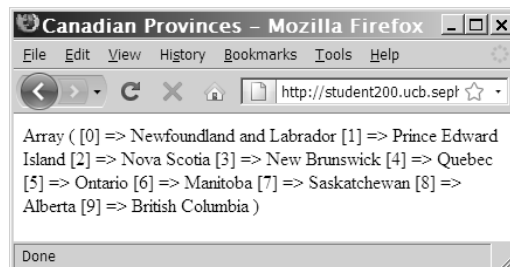 Canadian Provinces - Mozilla Firefox
File Edit View History Bookmarks Tools Help
http://student200.ucb.seph
Array ( [0] => Newfoundland and Labrador [1] => Prince Edward
Island [2] => Nova Scotia [3] => New Brunswick [4] => Quebec
[5] => Ontario [6] => Manitoba [7] => Saskatchewan [8] =>
Alberta [9] => British Columbia )
Done